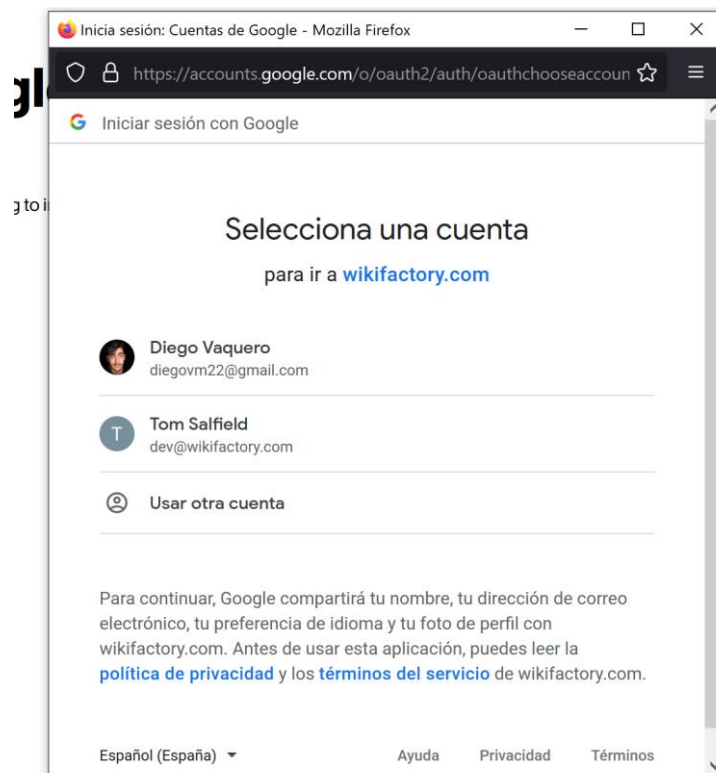 Inicia sesión: Cuentas de Google - Mozilla Firefox
https://accounts.google.com/o/oauth2/auth/oauthchooseaccoun
Iniciar sesión con Google
g to i
Selecciona una cuenta
para ir a wikifactory.com
Diego Vaquero
diegovm22@gmail.com
T
Tom Salfield
dev@wikifactory.com
Usar otra cuenta
Para continuar, Google compartirá tu nombre, tu dirección de correo
electrónico, tu preferencia de idioma y tu foto de perfil con
wikifactory.com. Antes de usar esta aplicación, puedes leer la
política de privacidad y los términos del servicio de wikifactory.com.
Español (España) Ayuda Privacidad Términos